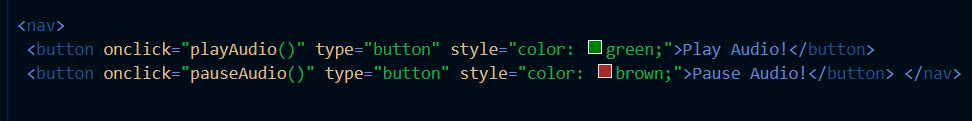 <nav>
<button onclick="playAudio()" type="button" style="color: green;">Play Audio!</button>
<button onclick="pauseAudio()" type="button" style="color: brown;">Pause Audio!</button> </nav>